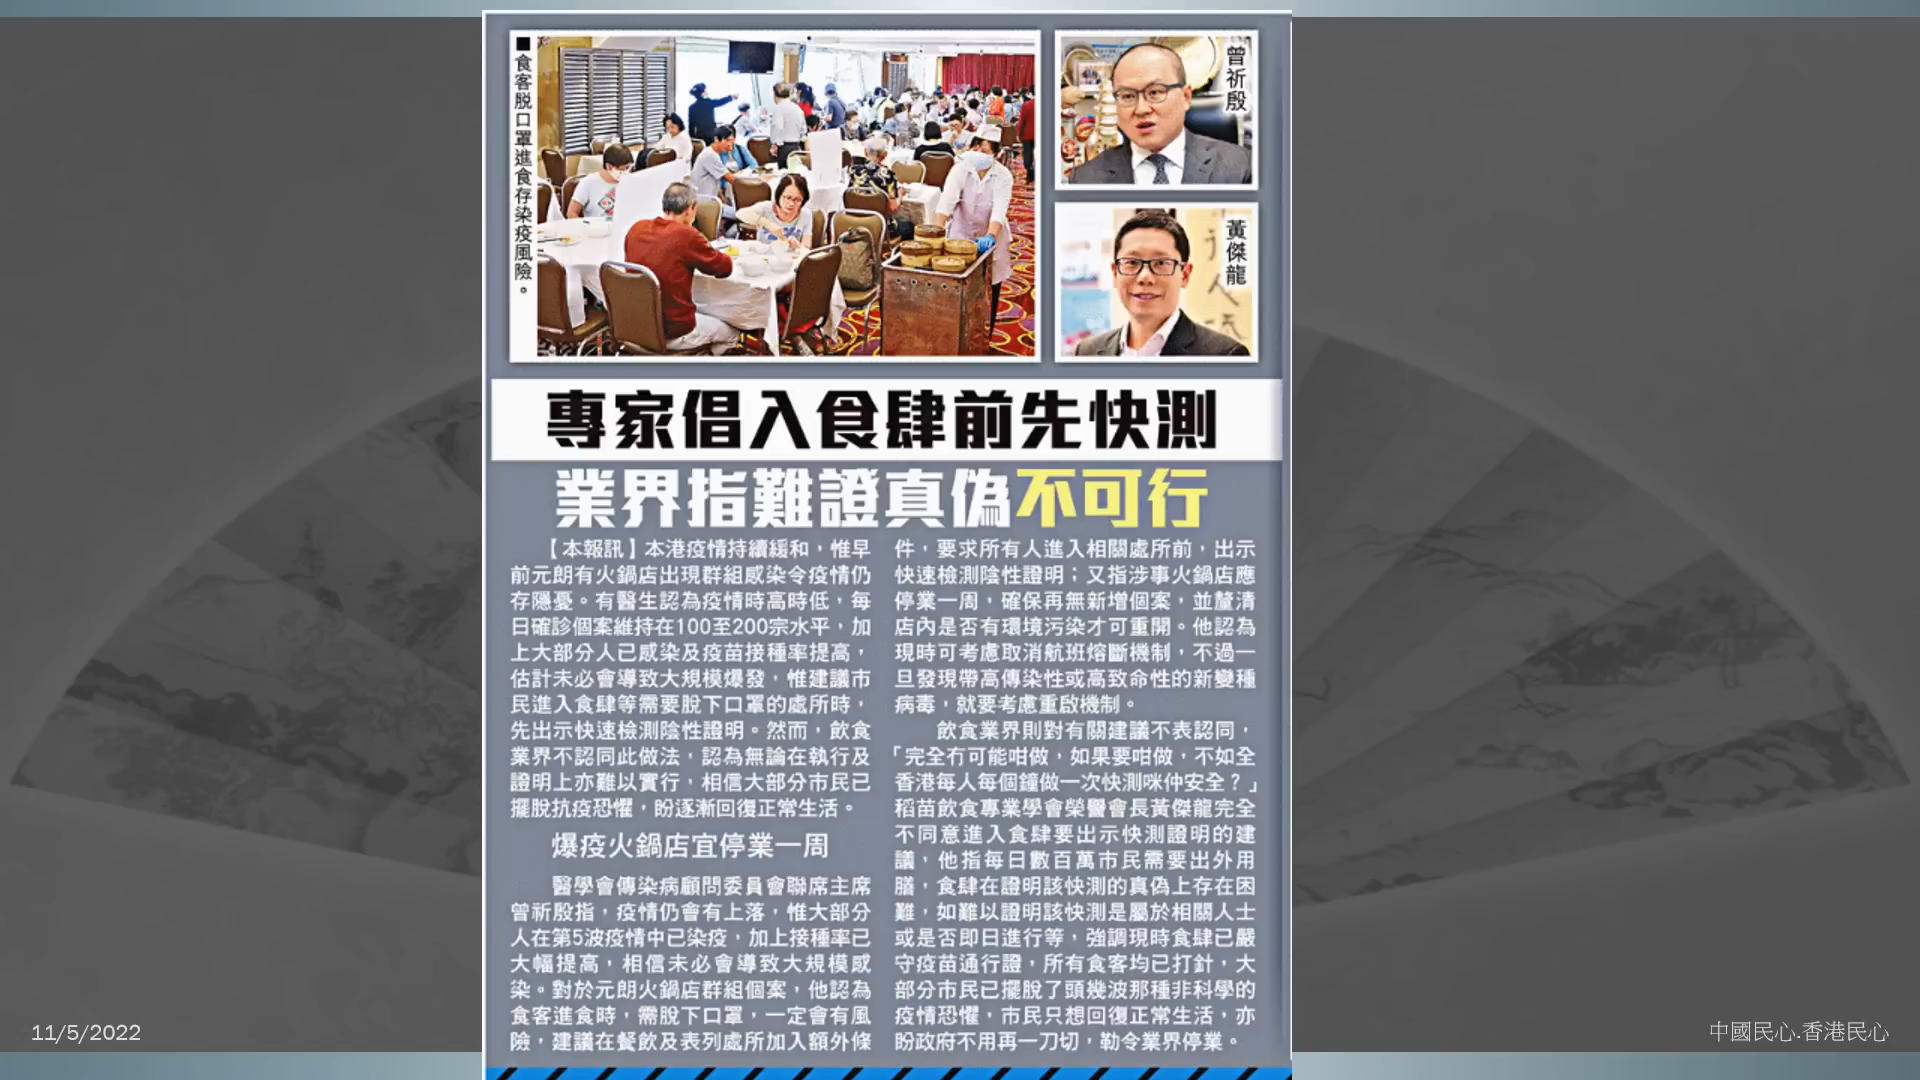 ■食客脫口罩進食存染疫風險。
曾祈殷
黃傑龍
專家倡入食肆前先快測
業界指難證真偽不可行
【本報訊】本港疫情持續緩和，惟早
前元朗有火鍋店出現群組感染令疫情仍
存隱憂。有醫生認為疫情時高時低，每
日確診個案維持在100至200宗水平，加
上大部分人已感染及疫苗接種率提高，
估計未必會導致大規模爆發，惟建議市
民進入食肆等需要脫下口罩的處所時，
先出示快速檢測陰性證明。然而，飲食
業界不認同此做法，認為無論在執行及
證明上亦難以實行，相信大部分市民已
擺脫抗疫恐懼，盼逐漸回復正常生活。
爆疫火鍋店宜停業一周
醫學會傳染病顧問委員會聯席主席
曾祈殷指，疫情仍會有上落，惟大部分
人在第5波疫情中已染疫，加上接種率已
大幅提高，相信未必會導致大規模感
染。對於元朗火鍋店群組個案，他認為
食客進食時，需脫下口罩，一定會有風
險，建議在餐飲及表列處所加入額外條
件，要求所有人進入相關處所前，出示
快速檢測陰性證明；又指涉事火鍋店應
停業一周，確保再無新增個案，並釐清
店內是否有環境污染才可重開。他認為
現時可考慮取消航班熔斷機制，不過一
旦發現帶高傳染性或高致命性的新變種
病毒，就要考慮重啟機制。
飲食業界則對有關建議不表認同，
「完全冇可能咁做，如果要咁做，不如全
香港每人每個鐘做一次快測咪仲安全？」
稻苗飲食專業學會榮譽會長黃傑龍完全
不同意進入食肆要出示快測證明的建
議，他指每日數百萬市民需要出外用
膳，食肆在證明該快測的真偽上存在困
難，如難以證明該快測是屬於相關人士
或是否即日進行等，強調現時食肆已嚴
守疫苗通行證，所有食客均已打針，大
部分市民已擺脫了頭幾波那種非科學的
疫情恐懼，市民只想回復正常生活，亦
盼政府不用再一刀切，勒令業界停業。
11/5/2022
中國民心.香港民心